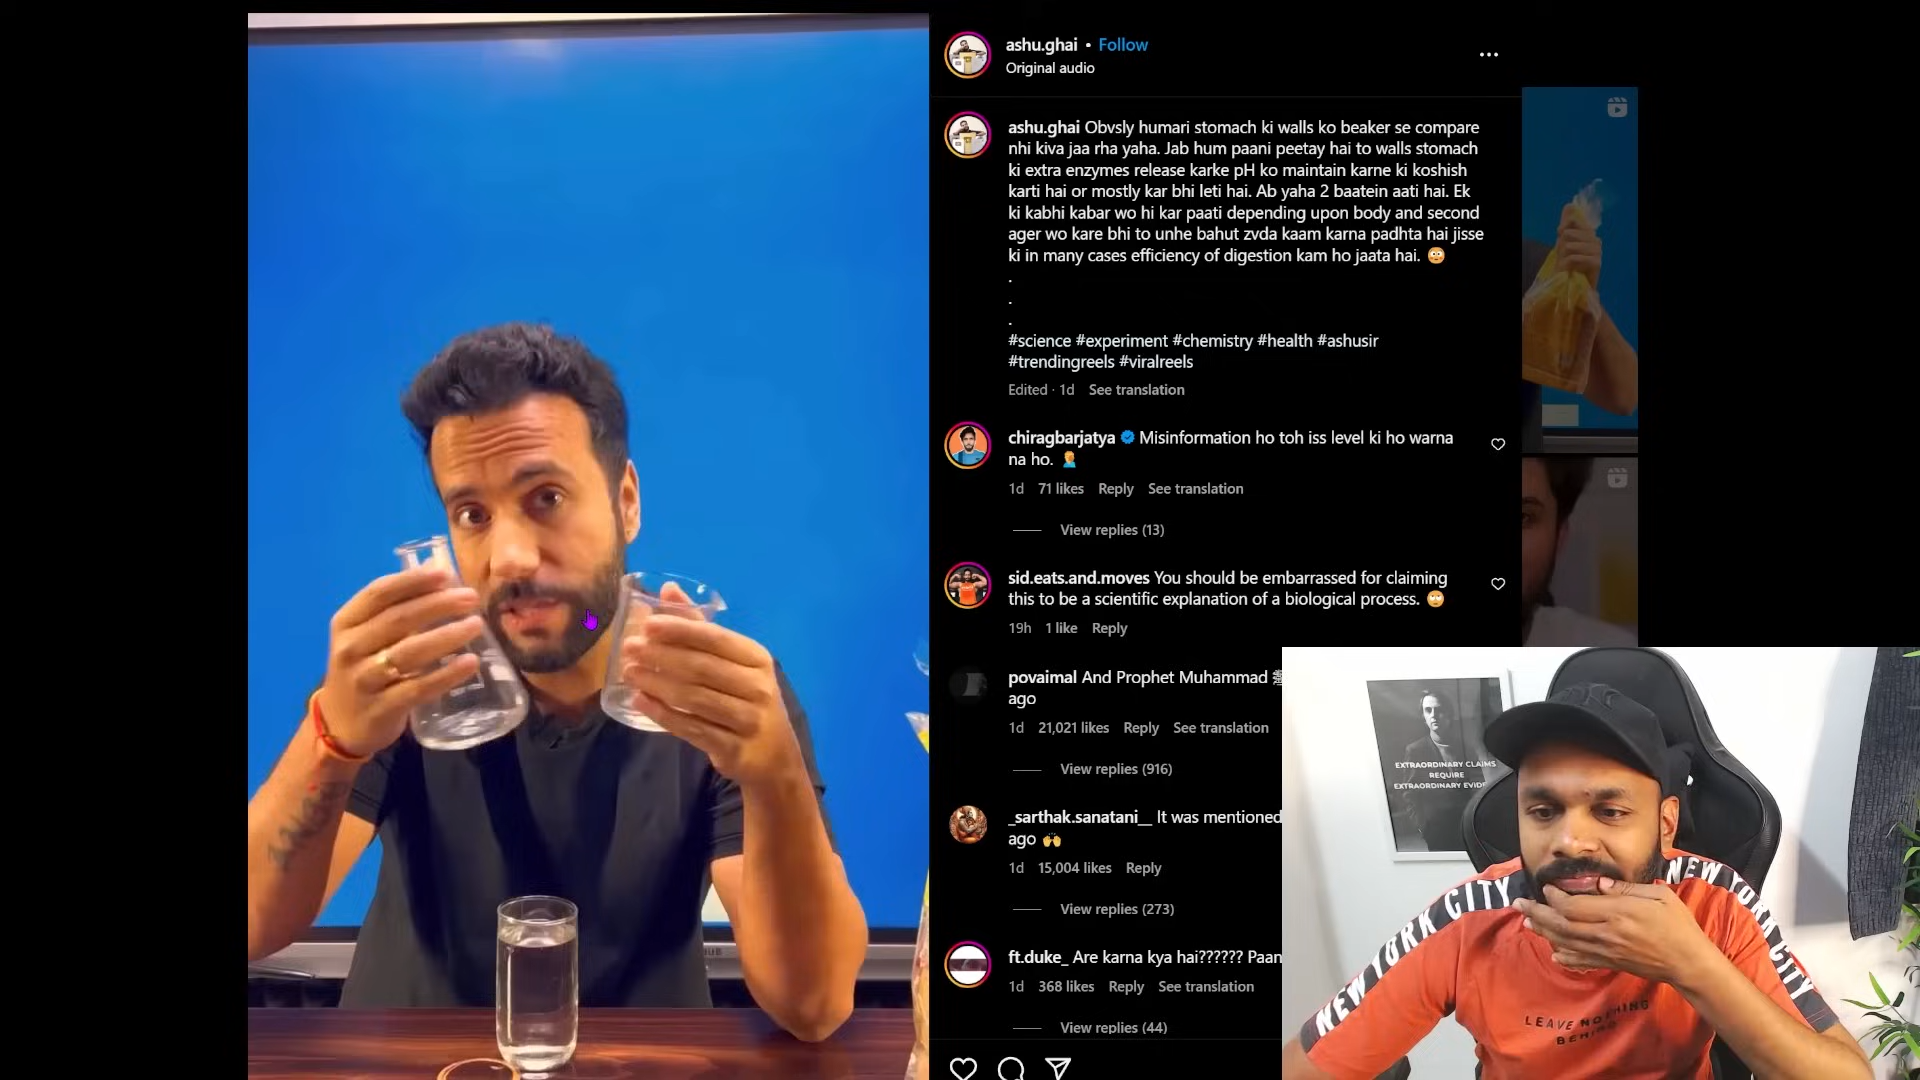 ashu.ghai • Follow
Original audio
ashu.ghai Obvsly humari stomach ki walls ko beaker se compare
nhi kiva jaa rha yaha. Jab hum paani peetay hai to walls stomach
ki extra enzymes release karke pH ko maintain karne ki koshish
karti hai or mostly kar bhi leti hai. Ab yaha 2 baatein aati hai. Ek
ki kabhi kabar wo hi kar paati depending upon body and second
ager wo kare bhi to unhe bahut zvda kaam karna padhta hai jisse
ki in many cases efficiency of digestion kam ho jaata hai. 😳
.
.
.
#science #experiment #chemistry #health #ashusir
#trendingreels #viralreels
Edited · 1d See translation
chiragbarjatya Misinformation ho toh iss level ki ho warna
na ho. 🤦
1d 71 likes Reply See translation
View replies (13)
sid.eats.and.moves You should be embarrassed for claiming
this to be a scientific explanation of a biological process. 🙄
19h 1 like Reply
povaimal And Prophet Muhammad
ago
1d 21,021 likes Reply See translation
View replies (916)
_sarthak.sanatani__ It was mentioned
ago 🙌
1d 15,004 likes Reply
View replies (273)
ft.duke_ Are karna kya hai?????? Paan
1d 368 likes Reply See translation
View replies (44)
EXTRAORDINARY CLAIMS
REQUIRE
EXTRAORDINARY EVID
NEW YORK CITY
NEW YORK CITY
LEAVE NOTHING
BEHIND